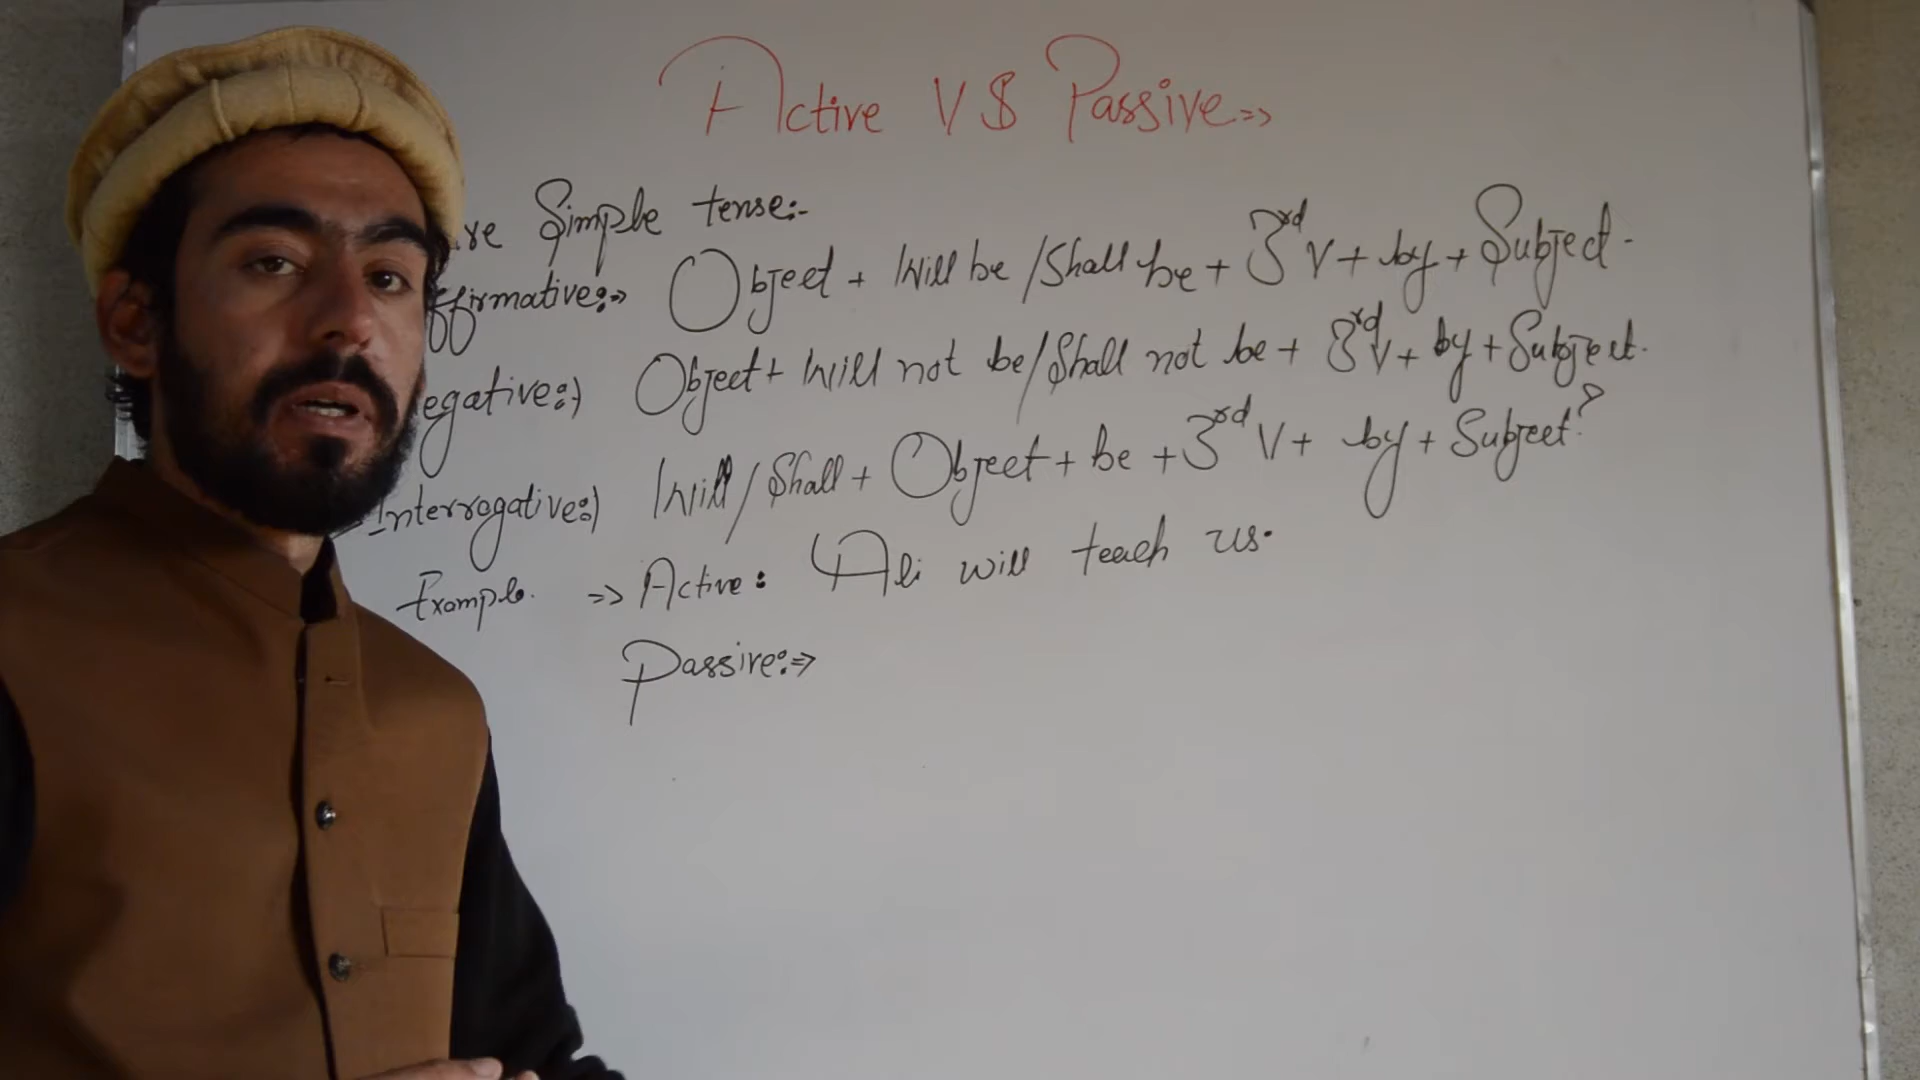 Active VS Passive=>
Simple tense:-
Object + Will be / Shall be + 3rd V + by + Subject.
Object + Will not be / Shall not be + 3rd V + by + Subject.
Interrogative:) Will / Shall + Object + be + 3rd V + by + Subject?
Example. => Active: Ali will teach us.
Passive:=>